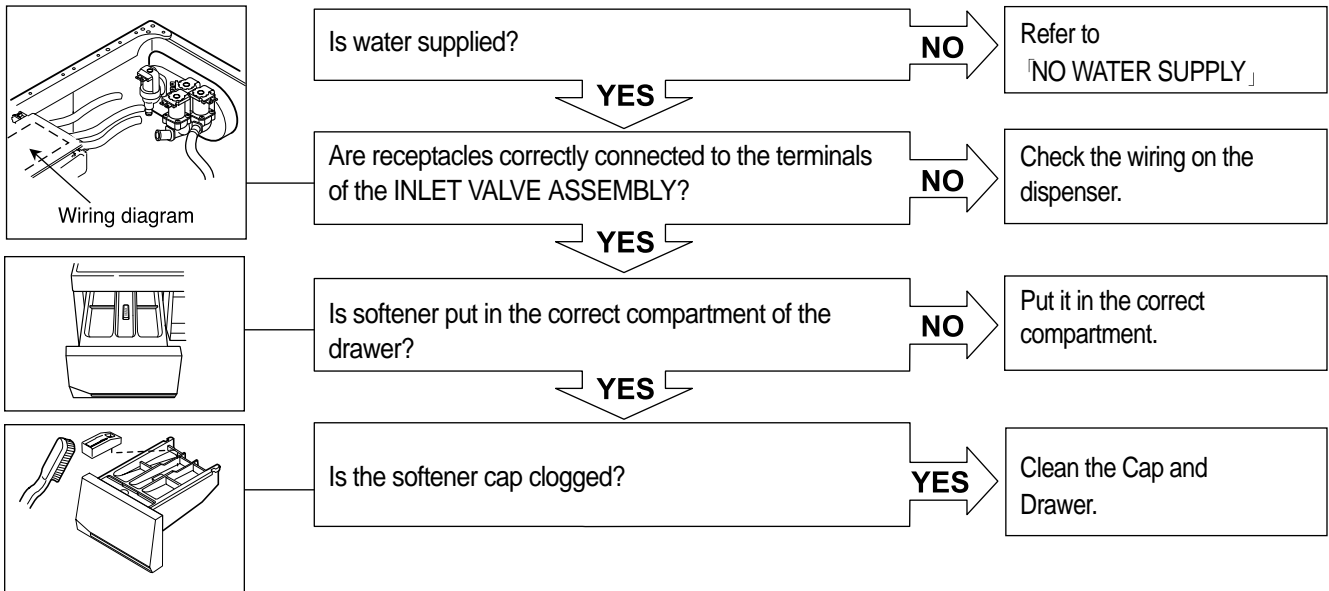 Is water supplied?
NO
Refer to
「NO WATER SUPPLY」
YES
Wiring diagram
Are receptacles correctly connected to the terminals
of the INLET VALVE ASSEMBLY?
NO
Check the wiring on the
dispenser.
YES
Is softener put in the correct compartment of the
drawer?
NO
Put it in the correct
compartment.
YES
Is the softener cap clogged?
YES
Clean the Cap and
Drawer.